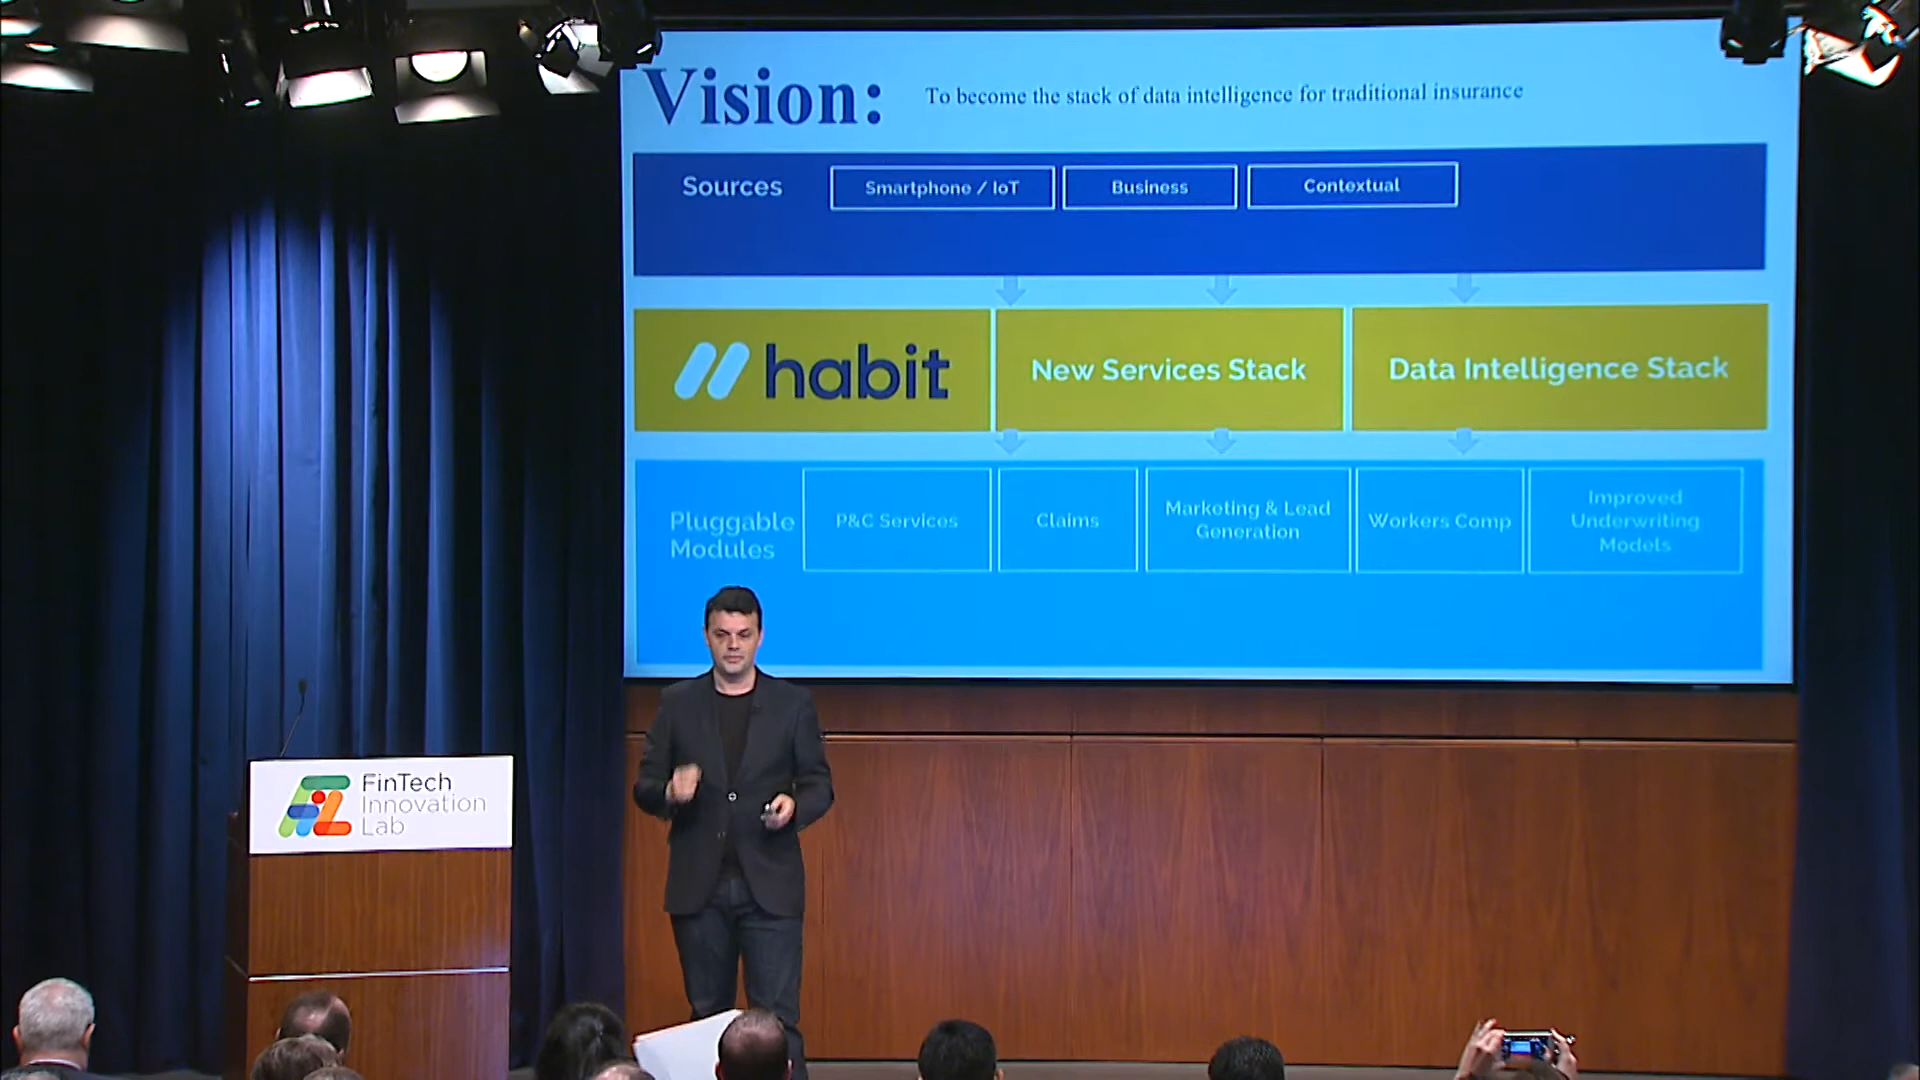 Vision:
To become the stack of data intelligence for traditional insurance
Sources
Smartphone / IoT
Business
Contextual
habit
New Services Stack
Data Intelligence Stack
Pluggable
Modules
P&C Services
Claims
Marketing & Lead
Generation
Workers Comp
Improved
Underwriting
Models
FinTech
Innovation
Lab